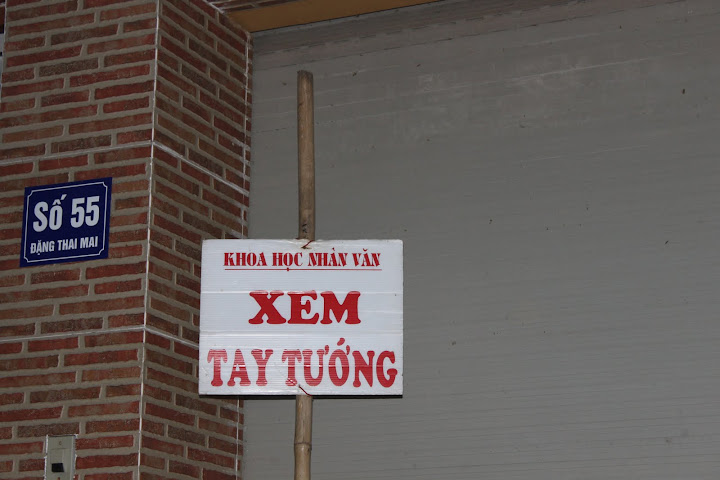 Số 55
ĐẶNG THAI MAI
KHOA HỌC NHÂN VĂN
XEM
TAY TƯỚNG